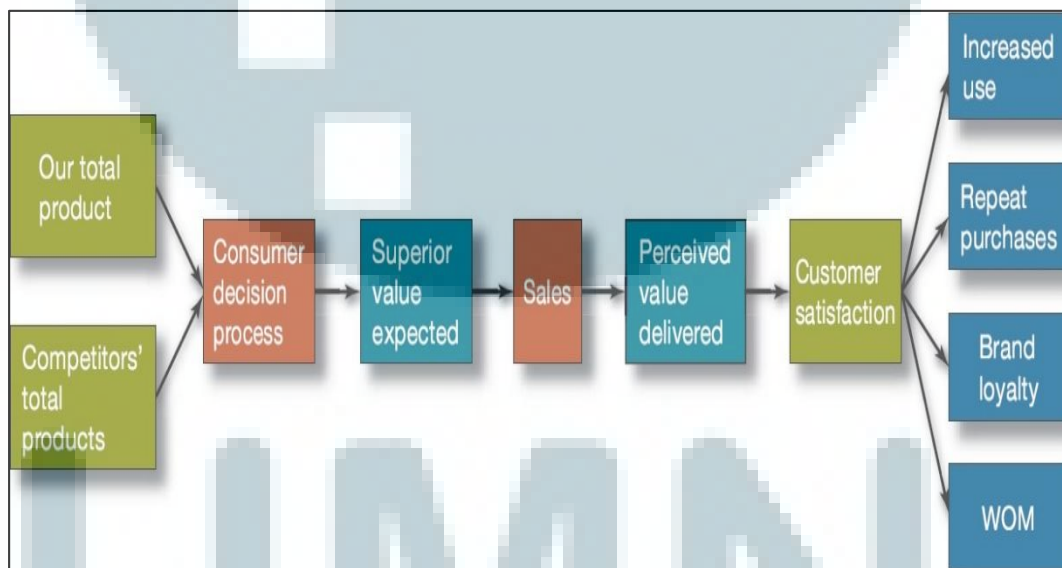 Our total
product
Competitors'
total
products
Consumer
decision
process
Superior
value
expected
Sales
Perceived
value
delivered
Customer
satisfaction
Increased
use
Repeat
purchases
Brand
loyalty
WOM